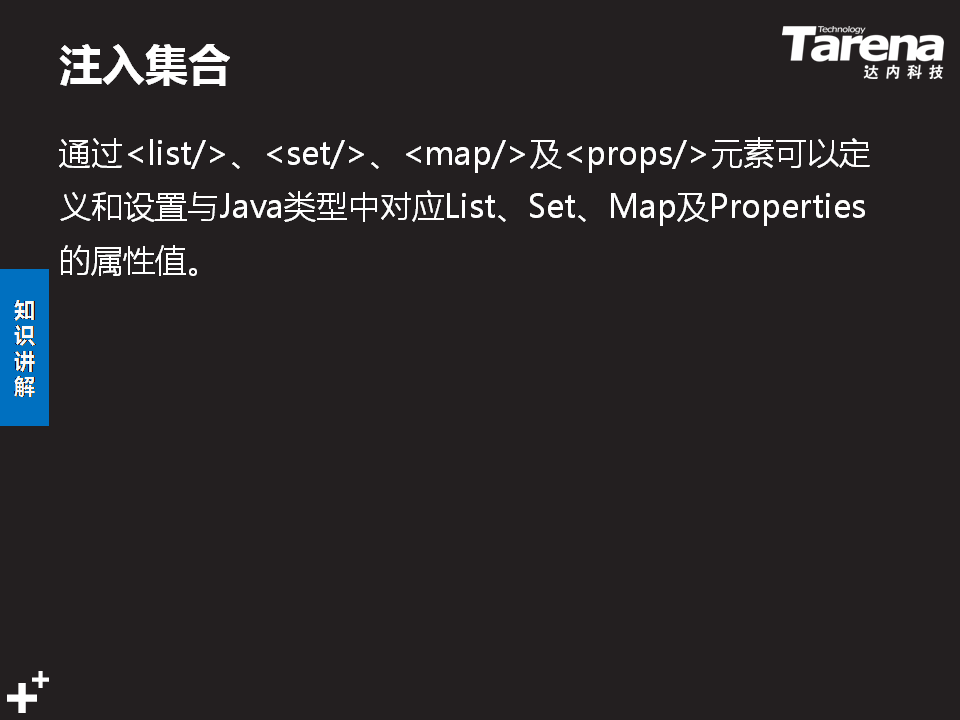 注入集合
Technology
Tarena
达内科技
通过<list/>、<set/>、<map/>及<props/>元素可以定
义和设置与Java类型中对应List、Set、Map及Properties
的属性值。
知识讲解